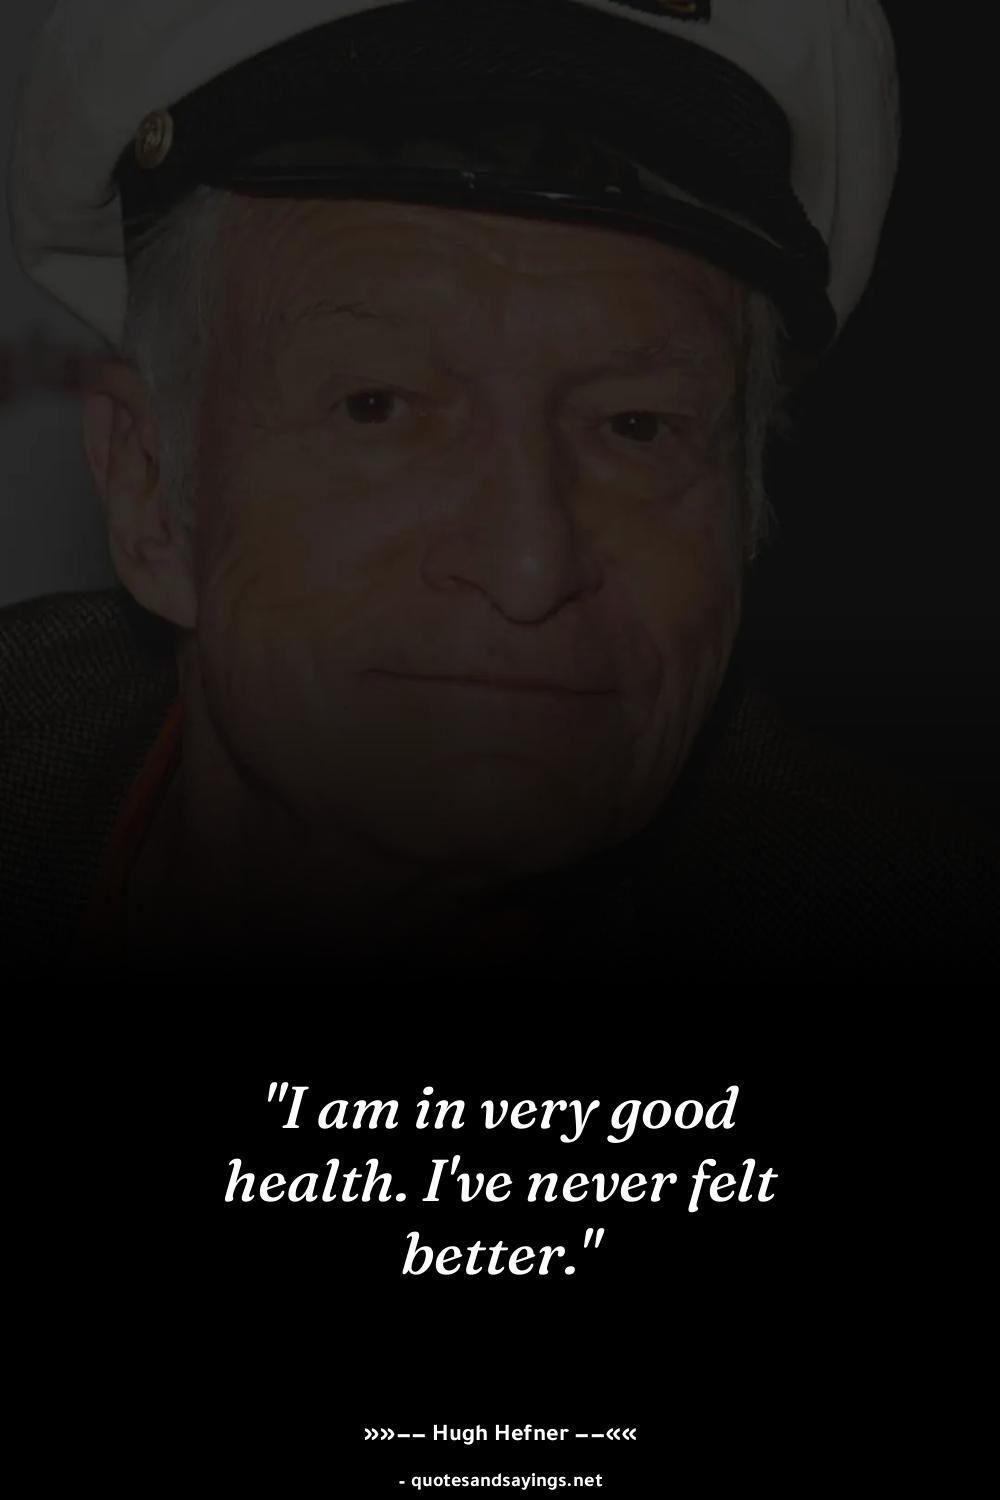 "I am in very good
health. I've never felt
better."
»»−− Hugh Hefner −−««
- quotesandsayings.net